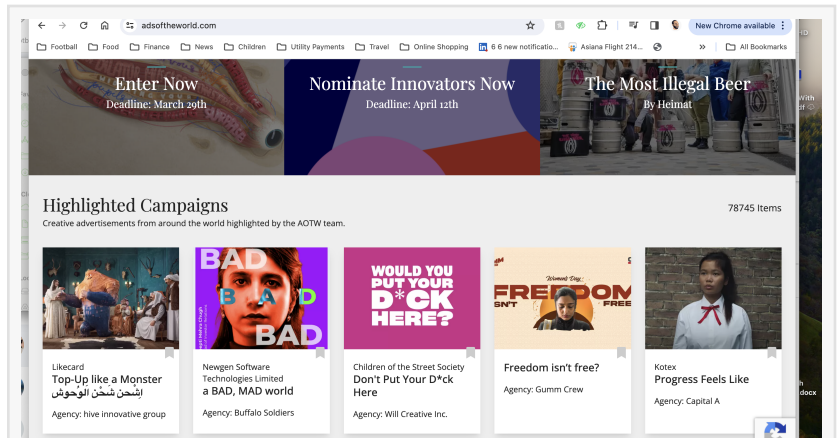 adsoftheworld.com
New Chrome available
Football
Food
Finance
News
Children
Utility Payments
Travel
Online Shopping
6 6 new notificatio...
Asiana Flight 214...
»
All Bookmarks
Enter Now
Deadline: March 29th
Nominate Innovators Now
Deadline: April 12th
The Most Illegal Beer
By Heimat
Highlighted Campaigns
78745 Items
Creative advertisements from around the world highlighted by the AOTW team.
BAD
B A D
BAD
WOULD YOU
PUT YOUR
D*CK
HERE?
Women's Day
FREEDOM
ISN'T FREE
Likecard
Top-Up like a Monster
إشحن شحْن الوُحوش
Agency: hive innovative group
Newgen Software
Technologies Limited
a BAD, MAD world
Agency: Buffalo Soldiers
Children of the Street Society
Don't Put Your D*ck
Here
Agency: Will Creative Inc.
Freedom isn't free?
Agency: Gumm Crew
Kotex
Progress Feels Like
Agency: Capital A